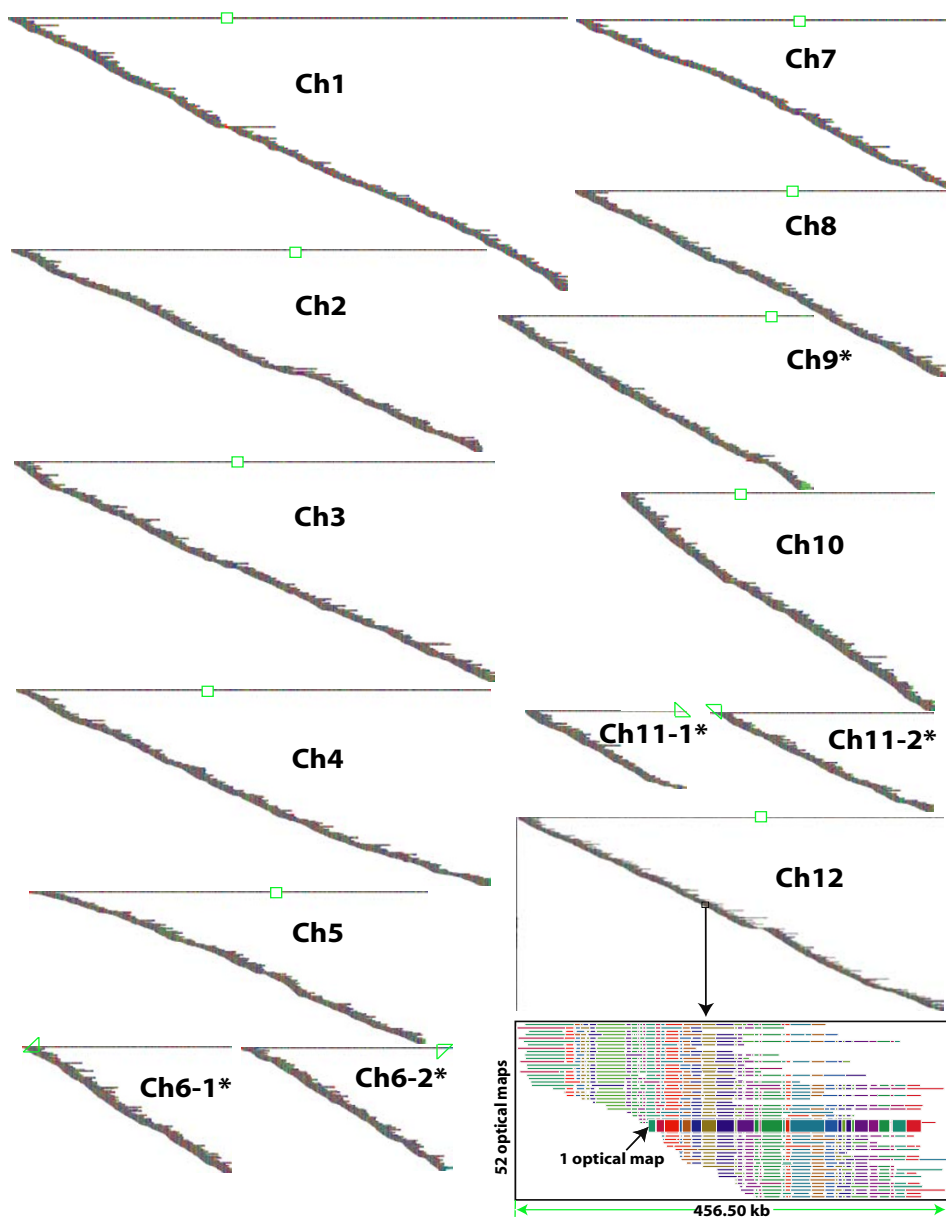 Ch1
Ch2
Ch3
Ch4
Ch5
Ch6-1*
Ch6-2*
Ch7
Ch8
Ch9*
Ch10
Ch11-1*
Ch11-2*
Ch12
52 optical maps
1 optical map
456.50 kb